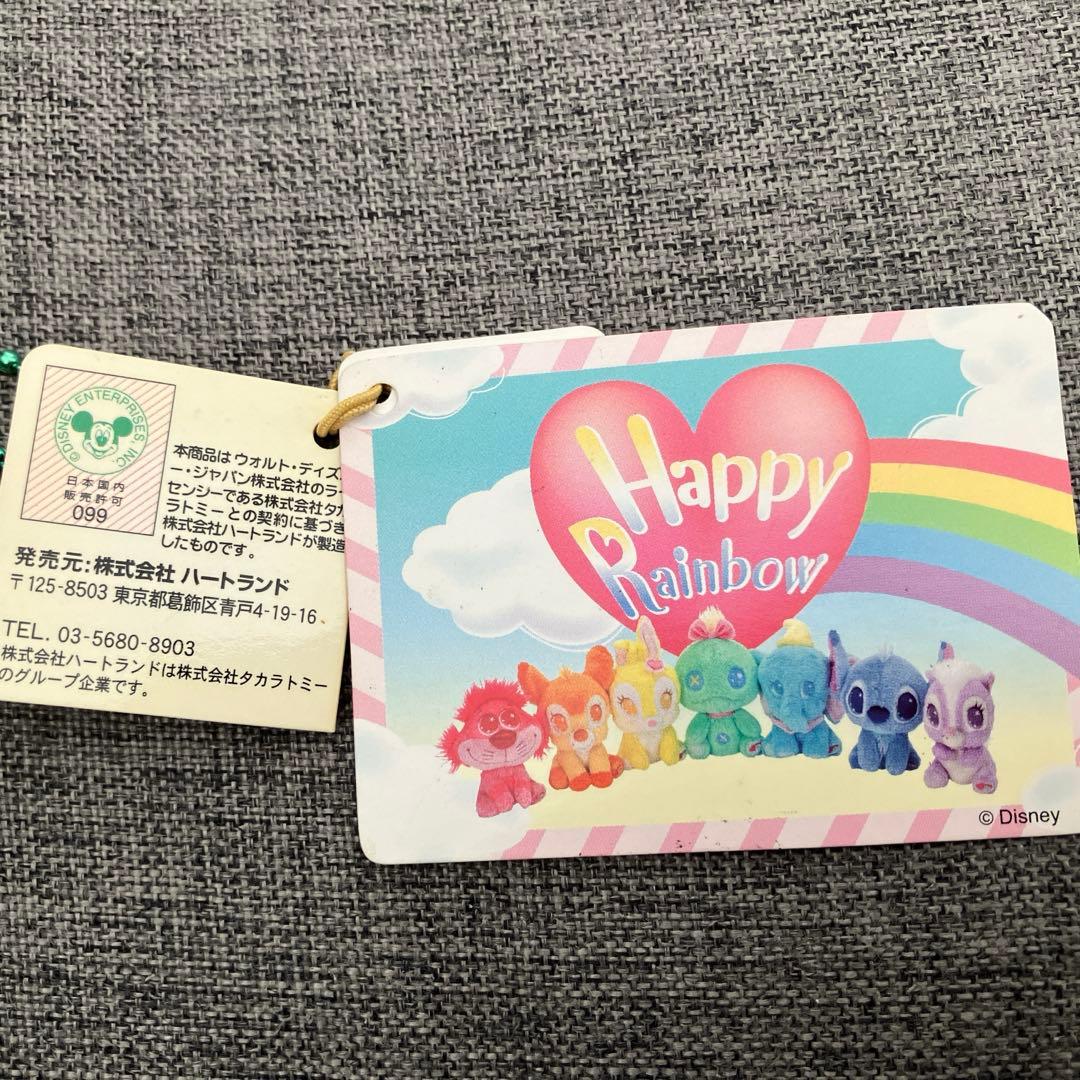 © DISNEY ENTERPRISES, INC
日本国内
販売許可
099
本商品は ウォルト・ディズ
ー・ジャパン株式会社のラ
センシーである株式会社タカ
ラトミー との契約に基づき
株式会社ハートランドが製造
したものです。
発売元:株式会社 ハートランド
〒125-8503 東京都葛飾区青戸4-19-16
TEL. 03-5680-8903
株式会社ハートランドは株式会社タカラトミー
のグループ企業です。
Happy
Rainbow
© Disney